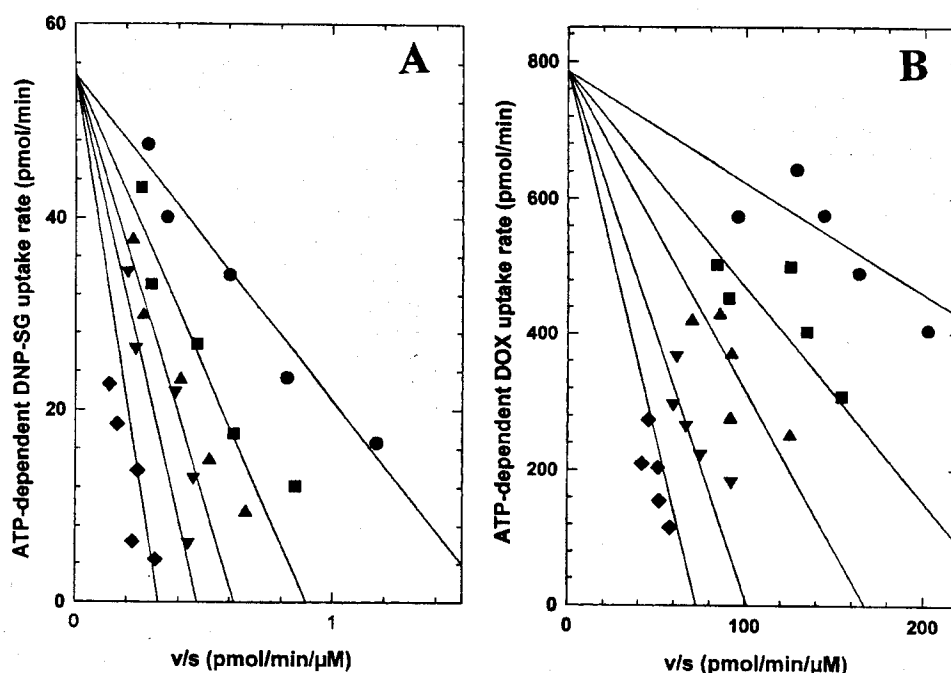 A
ATP-dependent DNP-SG uptake rate (pmol/min)
60
40
20
0
0
1
v/s (pmol/min/µM)
B
ATP-dependent DOX uptake rate (pmol/min)
800
600
400
200
0
0
100
200
v/s (pmol/min/µM)